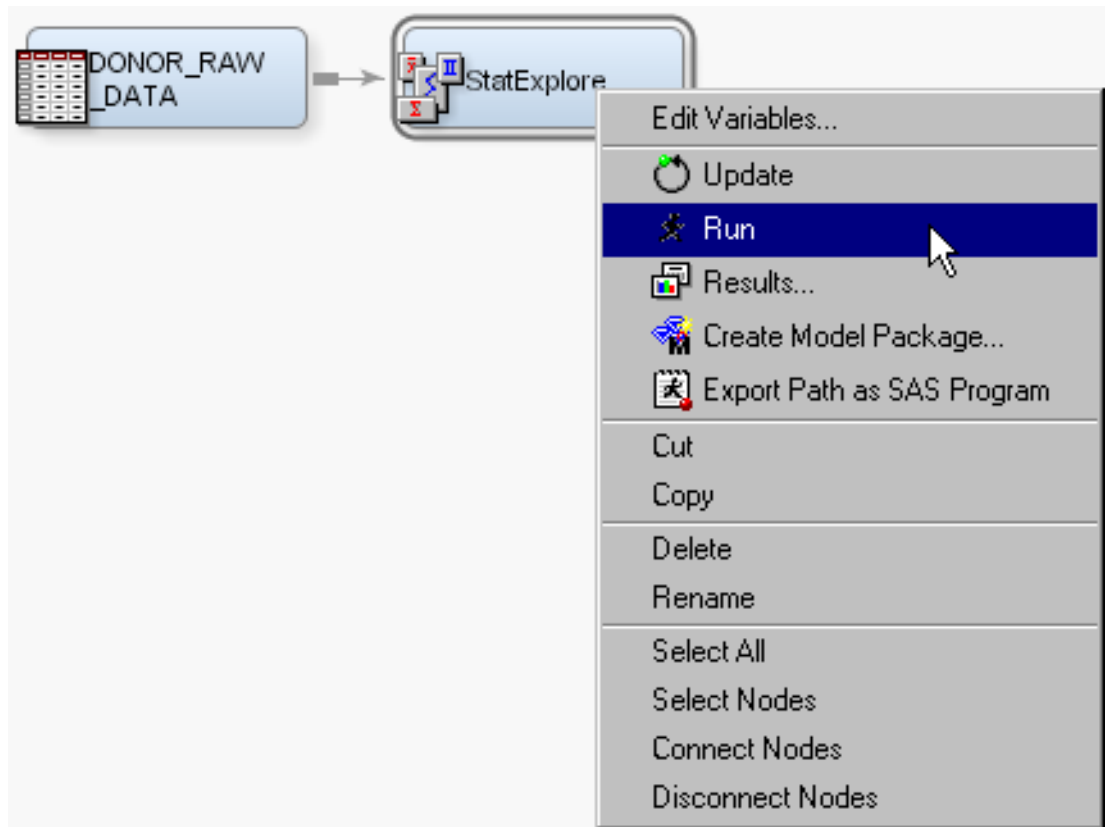 DONOR_RAW
_DATA
StatExplore
Edit Variables...
Update
Run
Results...
Create Model Package...
Export Path as SAS Program
Cut
Copy
Delete
Rename
Select All
Select Nodes
Connect Nodes
Disconnect Nodes